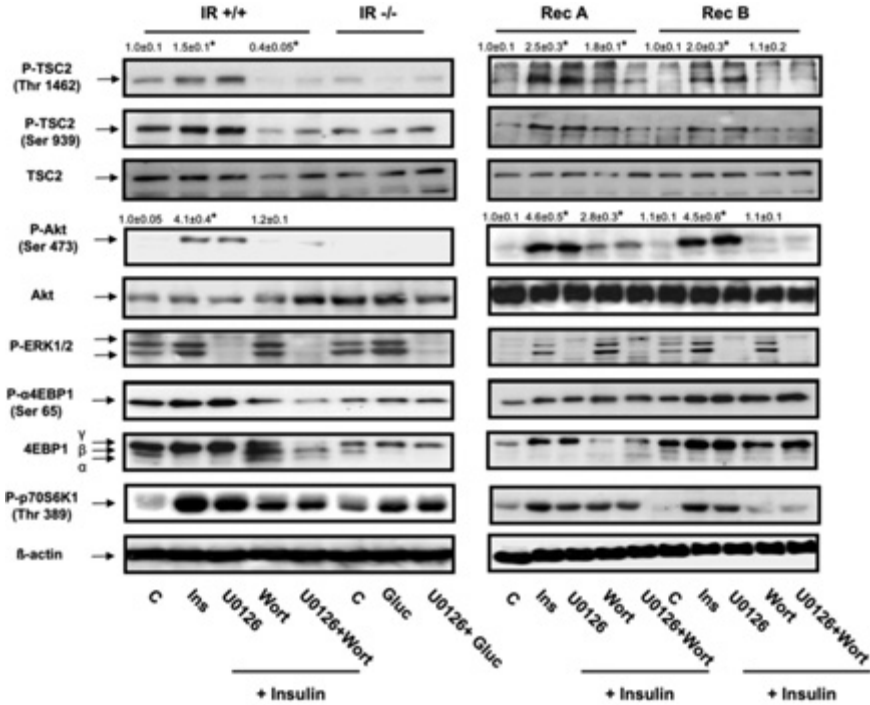 IR +/+ IR -/- Rec A Rec B
1.0±0.1 1.5±0.1* 0.4±0.05* 1.0±0.1 2.5±0.3* 1.8±0.1* 1.0±0.1 2.0±0.3* 1.1±0.2
P-TSC2
(Thr 1462)
P-TSC2
(Ser 939)
TSC2
1.0±0.05 4.1±0.4* 1.2±0.1 1.0±0.1 4.6±0.5* 2.8±0.3* 1.1±0.1 4.5±0.6* 1.1±0.1
P-Akt
(Ser 473)
Akt
P-ERK1/2
P-α4EBP1
(Ser 65)
γ
4EBP1 β
α
P-p70S6K1
(Thr 389)
ß-actin
C Ins U0126 Wort U0126+Wort C Gluc U0126+ Gluc C Ins U0126 Wort U0126+Wort C Ins U0126 Wort U0126+Wort
+ Insulin + Insulin + Insulin